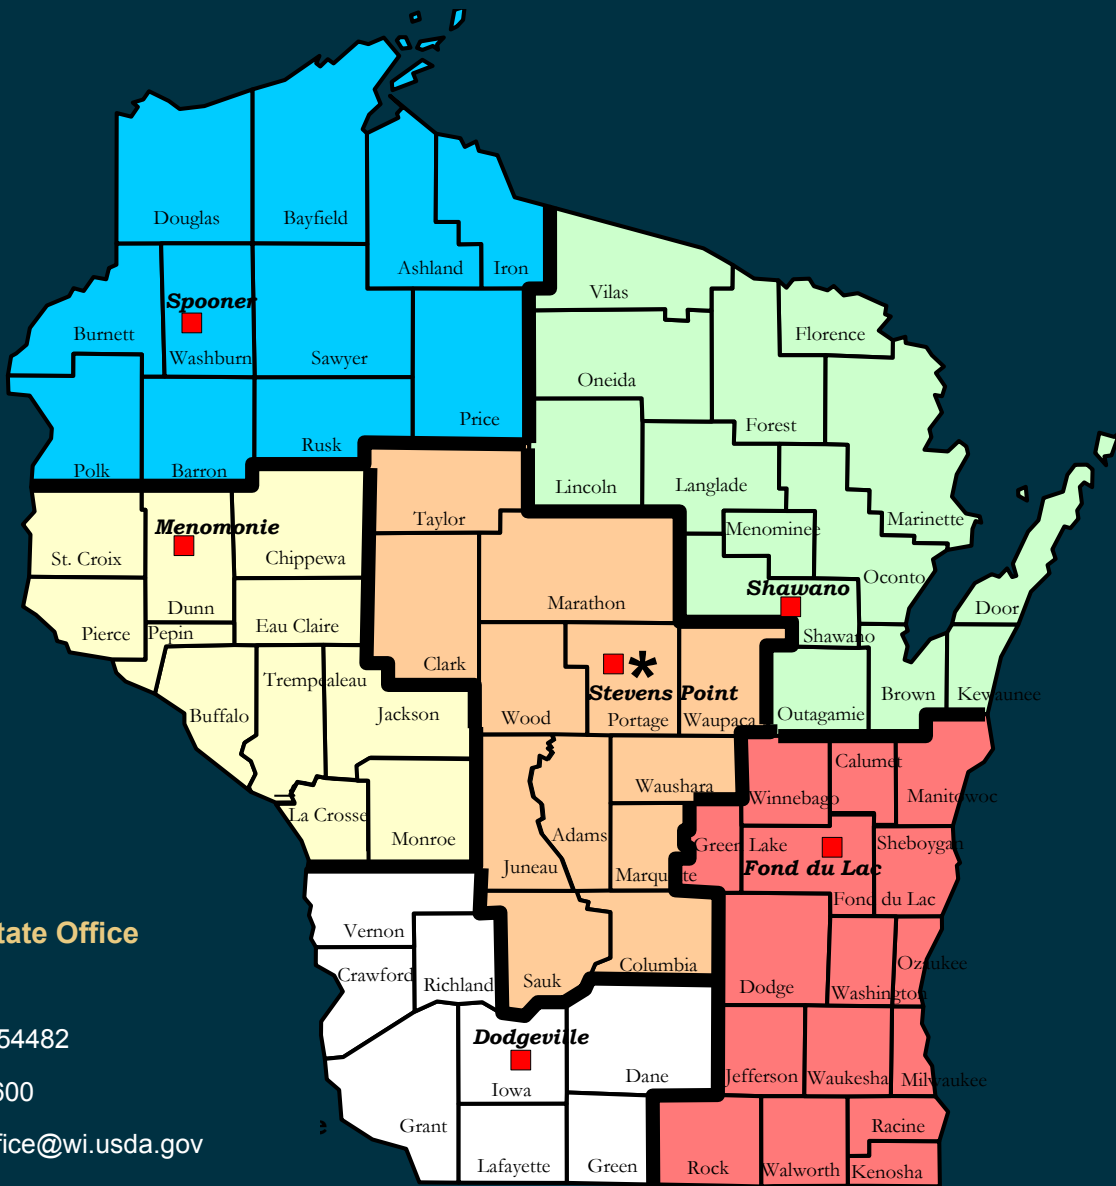 Douglas
Bayfield
Ashland
Iron
Vilas
Spooner
Burnett
Washburn
Sawyer
Florence
Oneida
Price
Forest
Rusk
Polk
Barron
Lincoln
Langlade
Taylor
Menomonie
Menominee
Marinette
St. Croix
Chippewa
Oconto
Shawano
Marathon
Dunn
Door
Pierce
Pepin
Eau Claire
Shawano
Clark
Trempealeau
*
Stevens Point
Brown
Kewaunee
Buffalo
Jackson
Wood
Portage
Waupaca
Outagamie
Calumet
Waushara
Winnebago
Manitowoc
La Crosse
Monroe
Adams
Green Lake
Sheboygan
Juneau
Marquette
Fond du Lac
Fond du Lac
Vernon
tate Office
Crawford
Richland
Sauk
Columbia
Ozaukee
Dodge
Washington
54482
Dodgeville
Dane
Jefferson
Waukesha
Milwaukee
600
Iowa
Grant
Racine
fice@wi.usda.gov
Lafayette
Green
Rock
Walworth
Kenosha